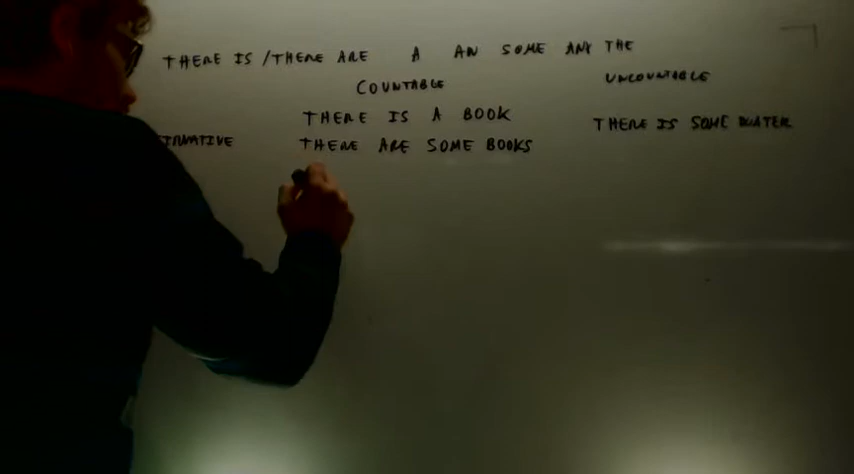 THERE IS / THERE ARE A AN SOME ANY THE
COUNTABLE UNCOUNTABLE
THERE IS A BOOK THERE IS SOME WATER
THERE ARE SOME BOOKS